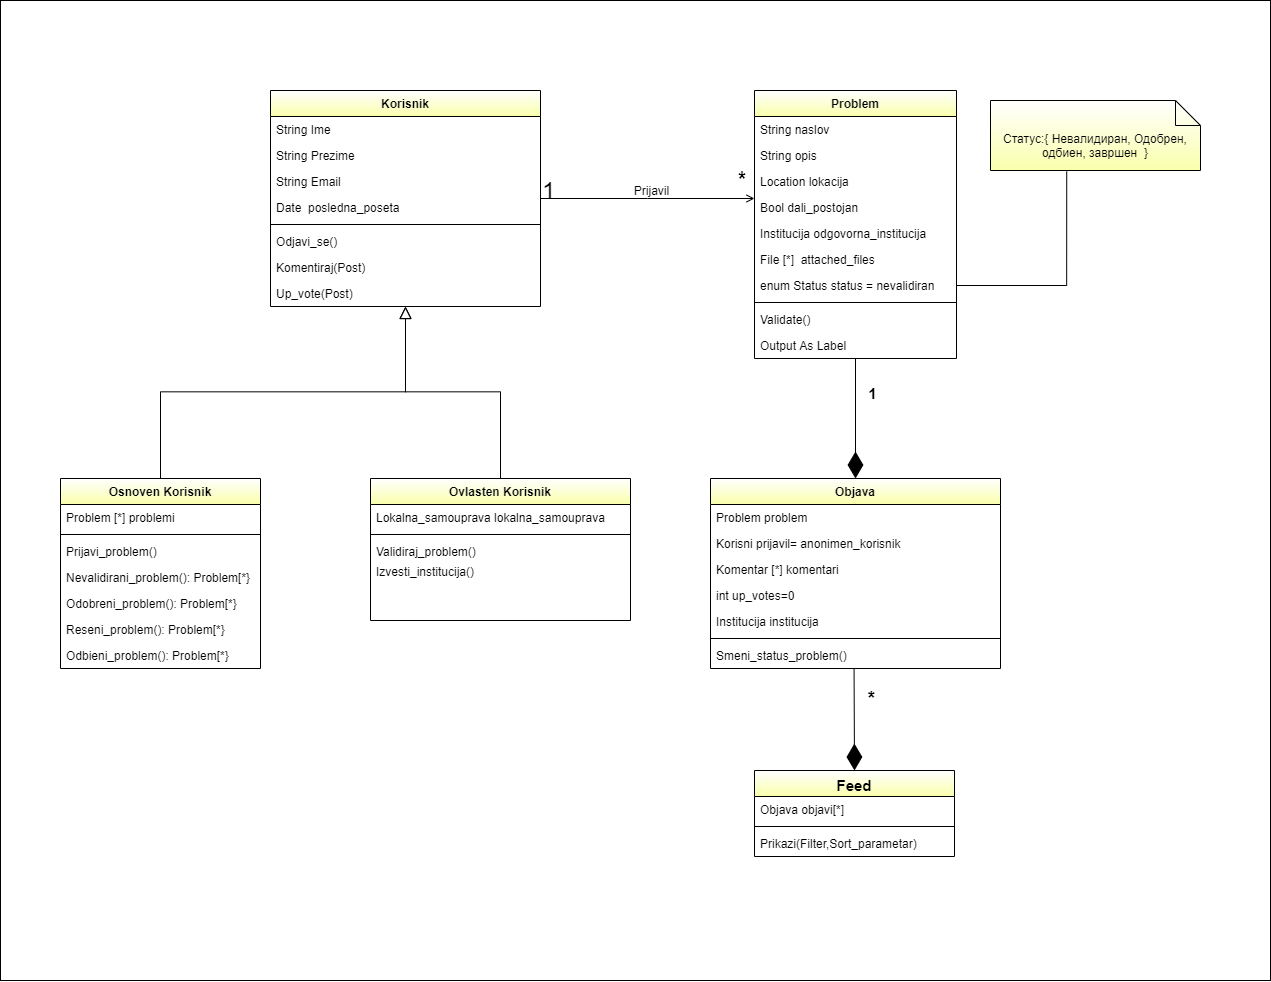 Korisnik
String Ime
String Prezime
String Email
Date  posledna_poseta
Odjavi_se()
Komentiraj(Post)
Up_vote(Post)
1
Prijavil
*
Problem
String naslov
String opis
Location lokacija
Bool dali_postojan
Institucija odgovorna_institucija
File [*]  attached_files
enum Status status = nevalidiran
Validate()
Output As Label
Статус:{ Невалидиран, Одобрен,
одбиен, завршен  }
1
Osnoven Korisnik
Problem [*] problemi
Prijavi_problem()
Nevalidirani_problem(): Problem[*}
Odobreni_problem(): Problem[*}
Reseni_problem(): Problem[*}
Odbieni_problem(): Problem[*}
Ovlasten Korisnik
Lokalna_samouprava lokalna_samouprava
Validiraj_problem()
Izvesti_institucija()
Objava
Problem problem
Korisni prijavil= anonimen_korisnik
Komentar [*] komentari
int up_votes=0
Institucija institucija
Smeni_status_problem()
*
Feed
Objava objavi[*]
Prikazi(Filter,Sort_parametar)